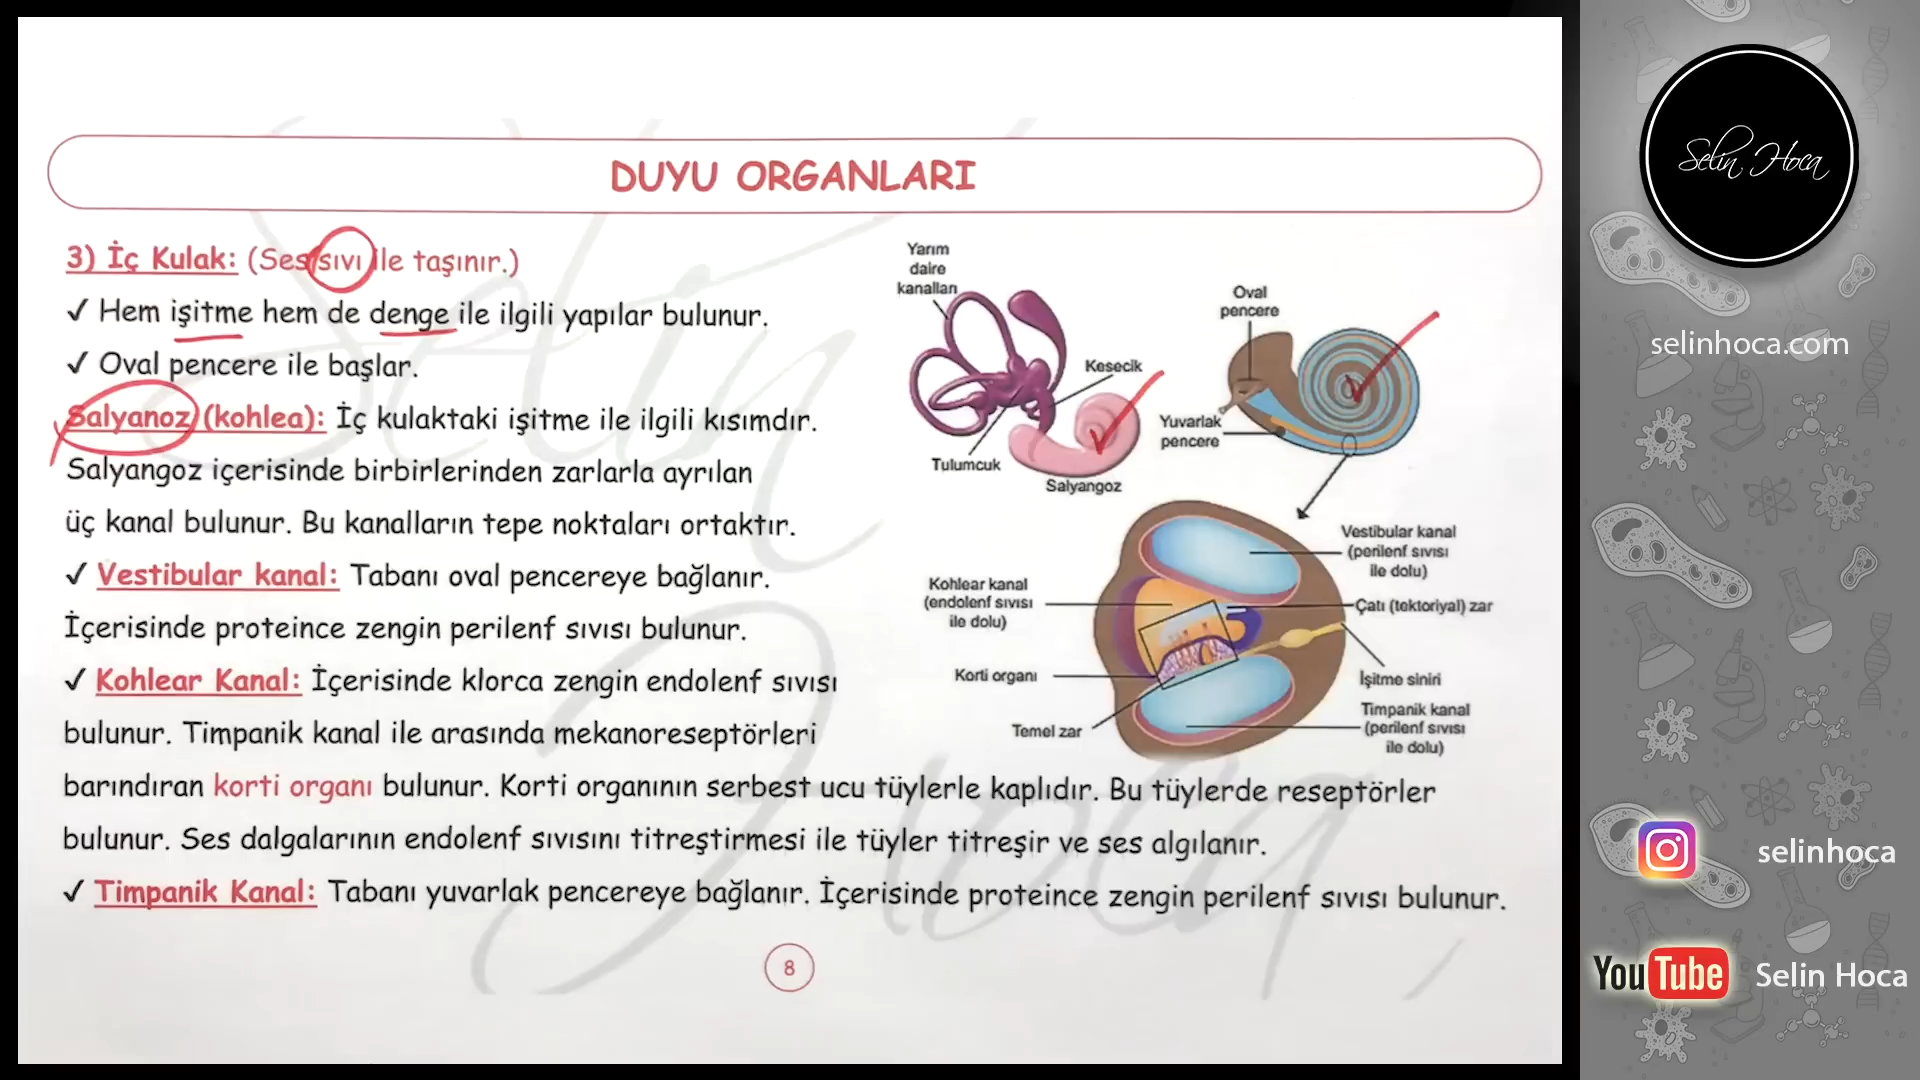 DUYU ORGANLARI
3) İç Kulak: (Ses sıvı ile taşınır.)
✓ Hem işitme hem de denge ile ilgili yapılar bulunur.
✓ Oval pencere ile başlar.
Salyanoz (kohlea): İç kulaktaki işitme ile ilgili kısımdır.
Salyangoz içerisinde birbirlerinden zarlarla ayrılan
üç kanal bulunur. Bu kanalların tepe noktaları ortaktır.
✓ Vestibular kanal: Tabanı oval pencereye bağlanır.
İçerisinde proteince zengin perilenf sıvısı bulunur.
✓ Kohlear Kanal: İçerisinde klorca zengin endolenf sıvısı
bulunur. Timpanik kanal ile arasında mekanoreseptörleri
barındıran korti organı bulunur. Korti organının serbest ucu tüylerle kaplıdır. Bu tüylerde reseptörler
bulunur. Ses dalgalarının endolenf sıvısını titreştirmesi ile tüyler titreşir ve ses algılanır.
✓ Timpanik Kanal: Tabanı yuvarlak pencereye bağlanır. İçerisinde proteince zengin perilenf sıvısı bulunur.
8
Yarım
daire
kanalları
Kesecik
Tulumcuk
Salyangoz
Oval
pencere
Yuvarlak
pencere
Vestibular kanal
(perilenf sıvısı
ile dolu)
Kohlear kanal
(endolenf sıvısı
ile dolu)
Çatı (tektoriyal) zar
Korti organı
İşitme siniri
Temel zar
Timpanik kanal
(perilenf sıvısı
ile dolu)
Selin Hoca
Selin Hoca
selinhoca.com
selinhoca
YouTube Selin Hoca